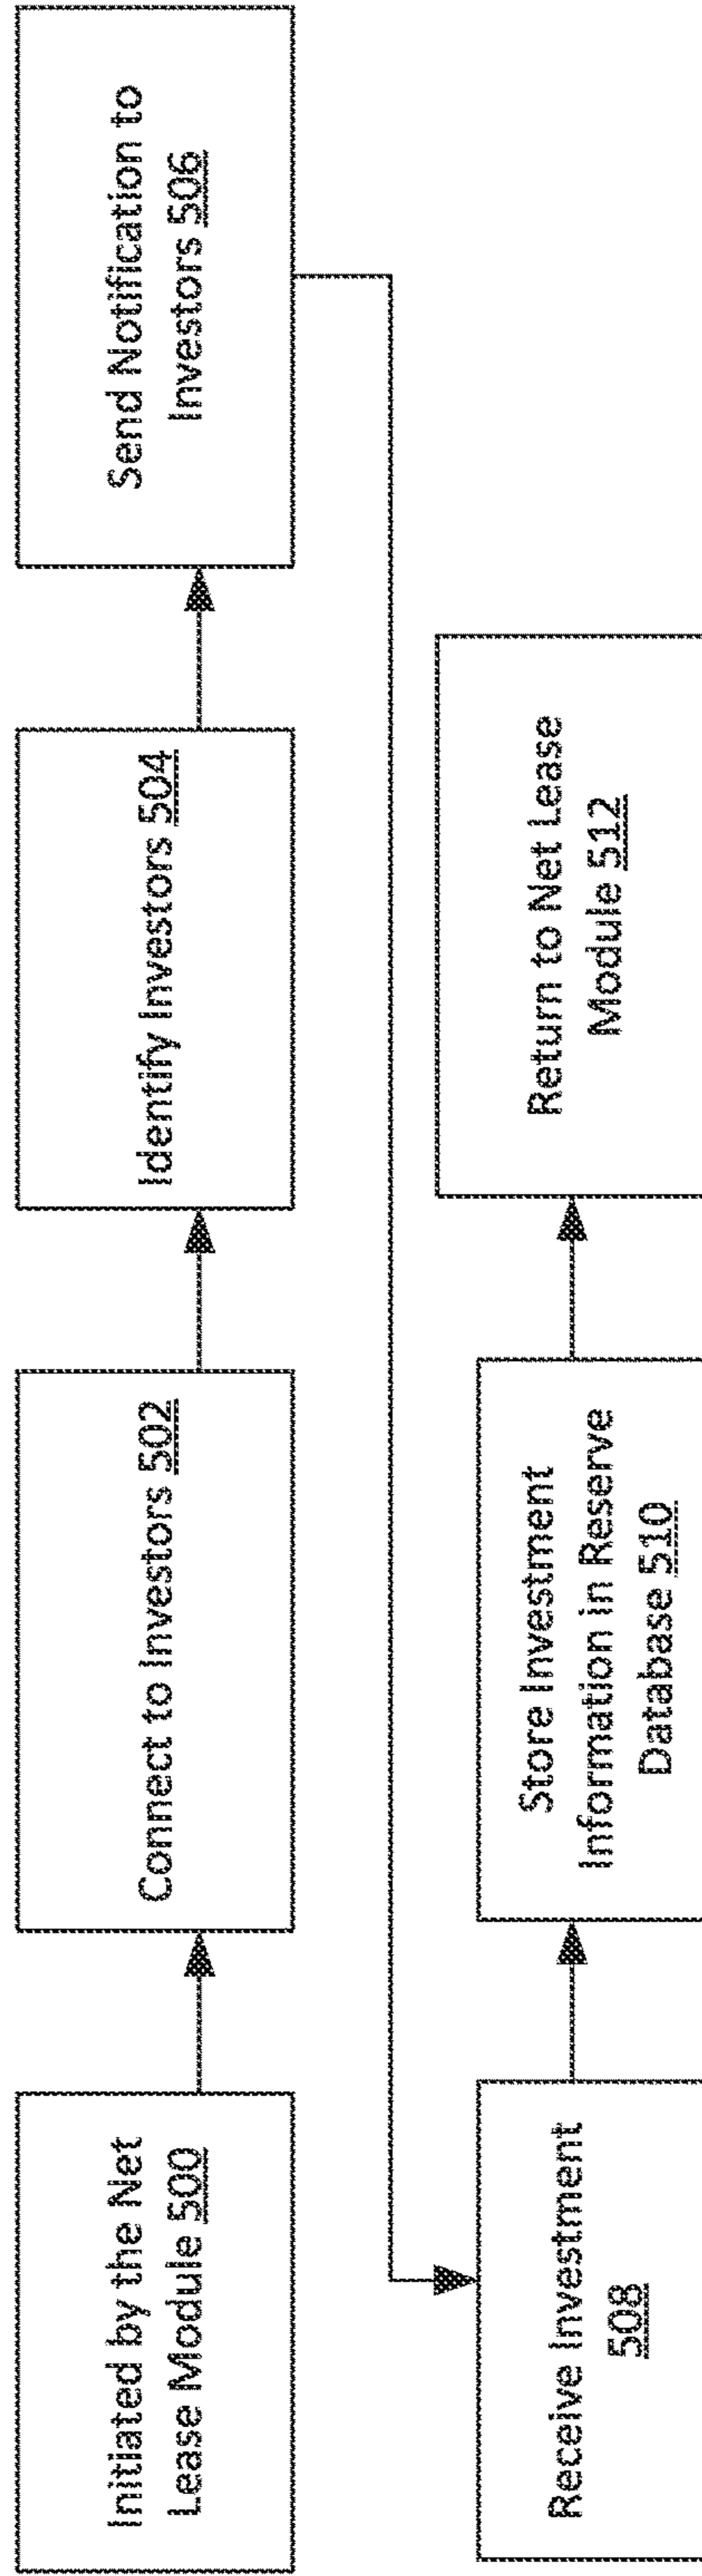 Initiated by the Net
Lease Module 500
Connect to Investors 502
Identify Investors 504
Send Notification to
Investors 506
Receive Investment
508
Store Investment
Information in Reserve
Database 510
Return to Net Lease
Module 512